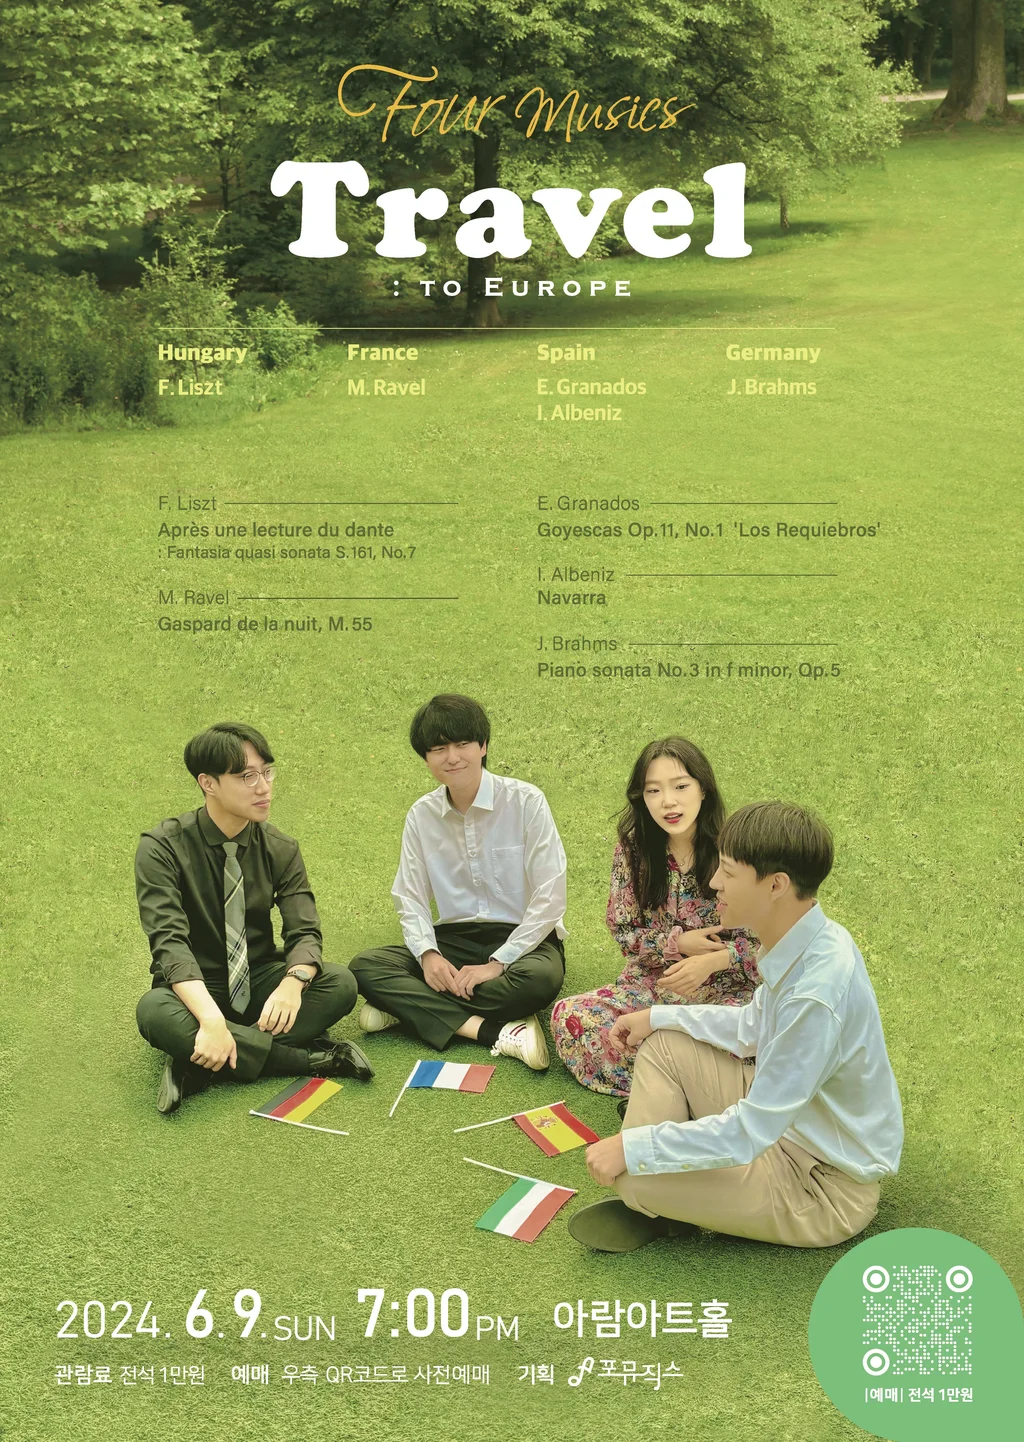 Four Musics
Travel
: TO EUROPE
Hungary
F. Liszt
France
M. Ravel
Spain
E. Granados
I. Albeniz
Germany
J. Brahms
F. Liszt
Après une lecture du dante
: Fantasia quasi sonata S.161, No.7
M. Ravel
Gaspard de la nuit, M.55
E. Granados
Goyescas Op.11, No.1 'Los Requiebros'
I. Albeniz
Navarra
J. Brahms
Piano sonata No.3 in f minor, Op.5
2024. 6.9. SUN 7:00 PM 아람아트홀
관람료 전석 1만원 예매 우측 QR코드로 사전예매 기획 포뮤직스
|예매| 전석 1만원